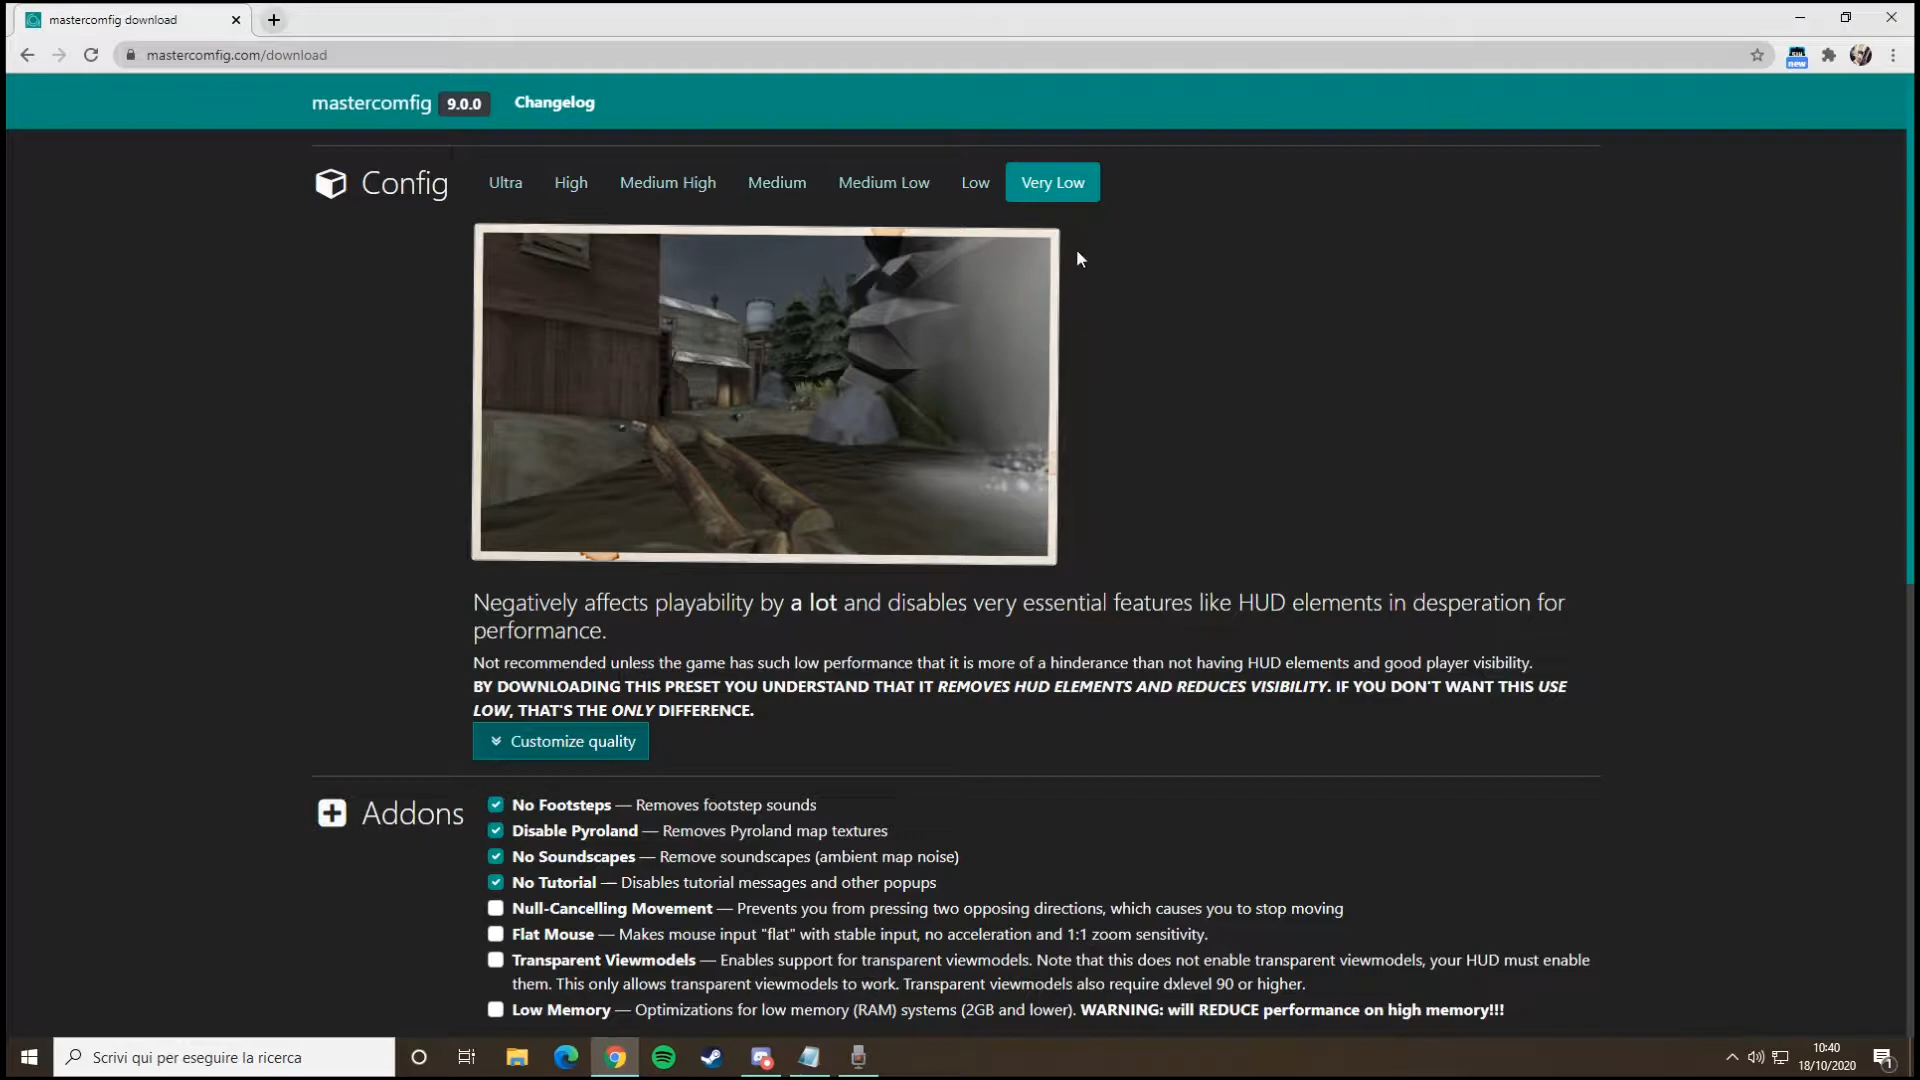 mastercomfig download
mastercomfig.com/download
new
mastercomfig 9.0.0 Changelog
Config Ultra High Medium High Medium Medium Low Low Very Low
Negatively affects playability by a lot and disables very essential features like HUD elements in desperation for
performance.
Not recommended unless the game has such low performance that it is more of a hinderance than not having HUD elements and good player visibility.
BY DOWNLOADING THIS PRESET YOU UNDERSTAND THAT IT REMOVES HUD ELEMENTS AND REDUCES VISIBILITY. IF YOU DON'T WANT THIS USE
LOW, THAT'S THE ONLY DIFFERENCE.
Customize quality
Addons
No Footsteps — Removes footstep sounds
Disable Pyroland — Removes Pyroland map textures
No Soundscapes — Remove soundscapes (ambient map noise)
No Tutorial — Disables tutorial messages and other popups
Null-Cancelling Movement — Prevents you from pressing two opposing directions, which causes you to stop moving
Flat Mouse — Makes mouse input "flat" with stable input, no acceleration and 1:1 zoom sensitivity.
Transparent Viewmodels — Enables support for transparent viewmodels. Note that this does not enable transparent viewmodels, your HUD must enable
them. This only allows transparent viewmodels to work. Transparent viewmodels also require dxlevel 90 or higher.
Low Memory — Optimizations for low memory (RAM) systems (2GB and lower). WARNING: will REDUCE performance on high memory!!!
Scrivi qui per eseguire la ricerca
10:40
18/10/2020
1